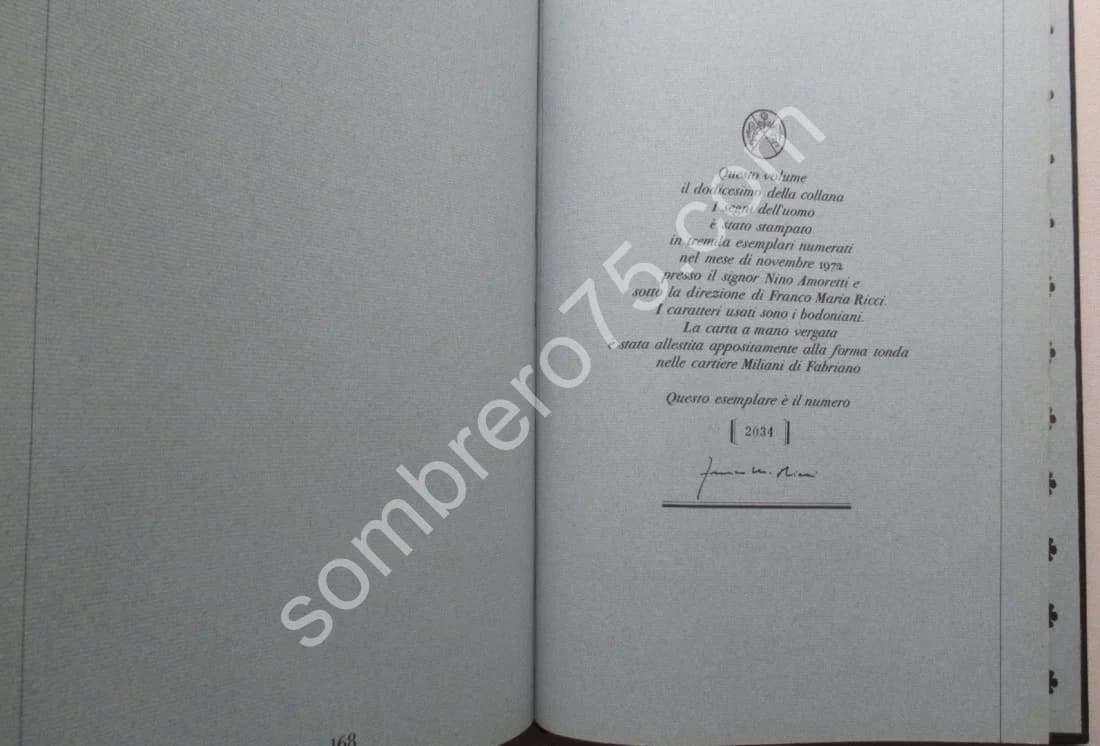 168
Questo volume
il dodicesimo della collana
I segni dell'uomo
è stato stampato
in tremila esemplari numerati
nel mese di novembre 1972
presso il signor Nino Amoretti e
sotto la direzione di Franco Maria Ricci.
I caratteri usati sono i bodoniani.
La carta a mano vergata
è stata allestita appositamente alla forma tonda
nelle cartiere Miliani di Fabriano
Questo esemplare è il numero
[ 2034 ]
Franco M. Ricci
sombrero75.com